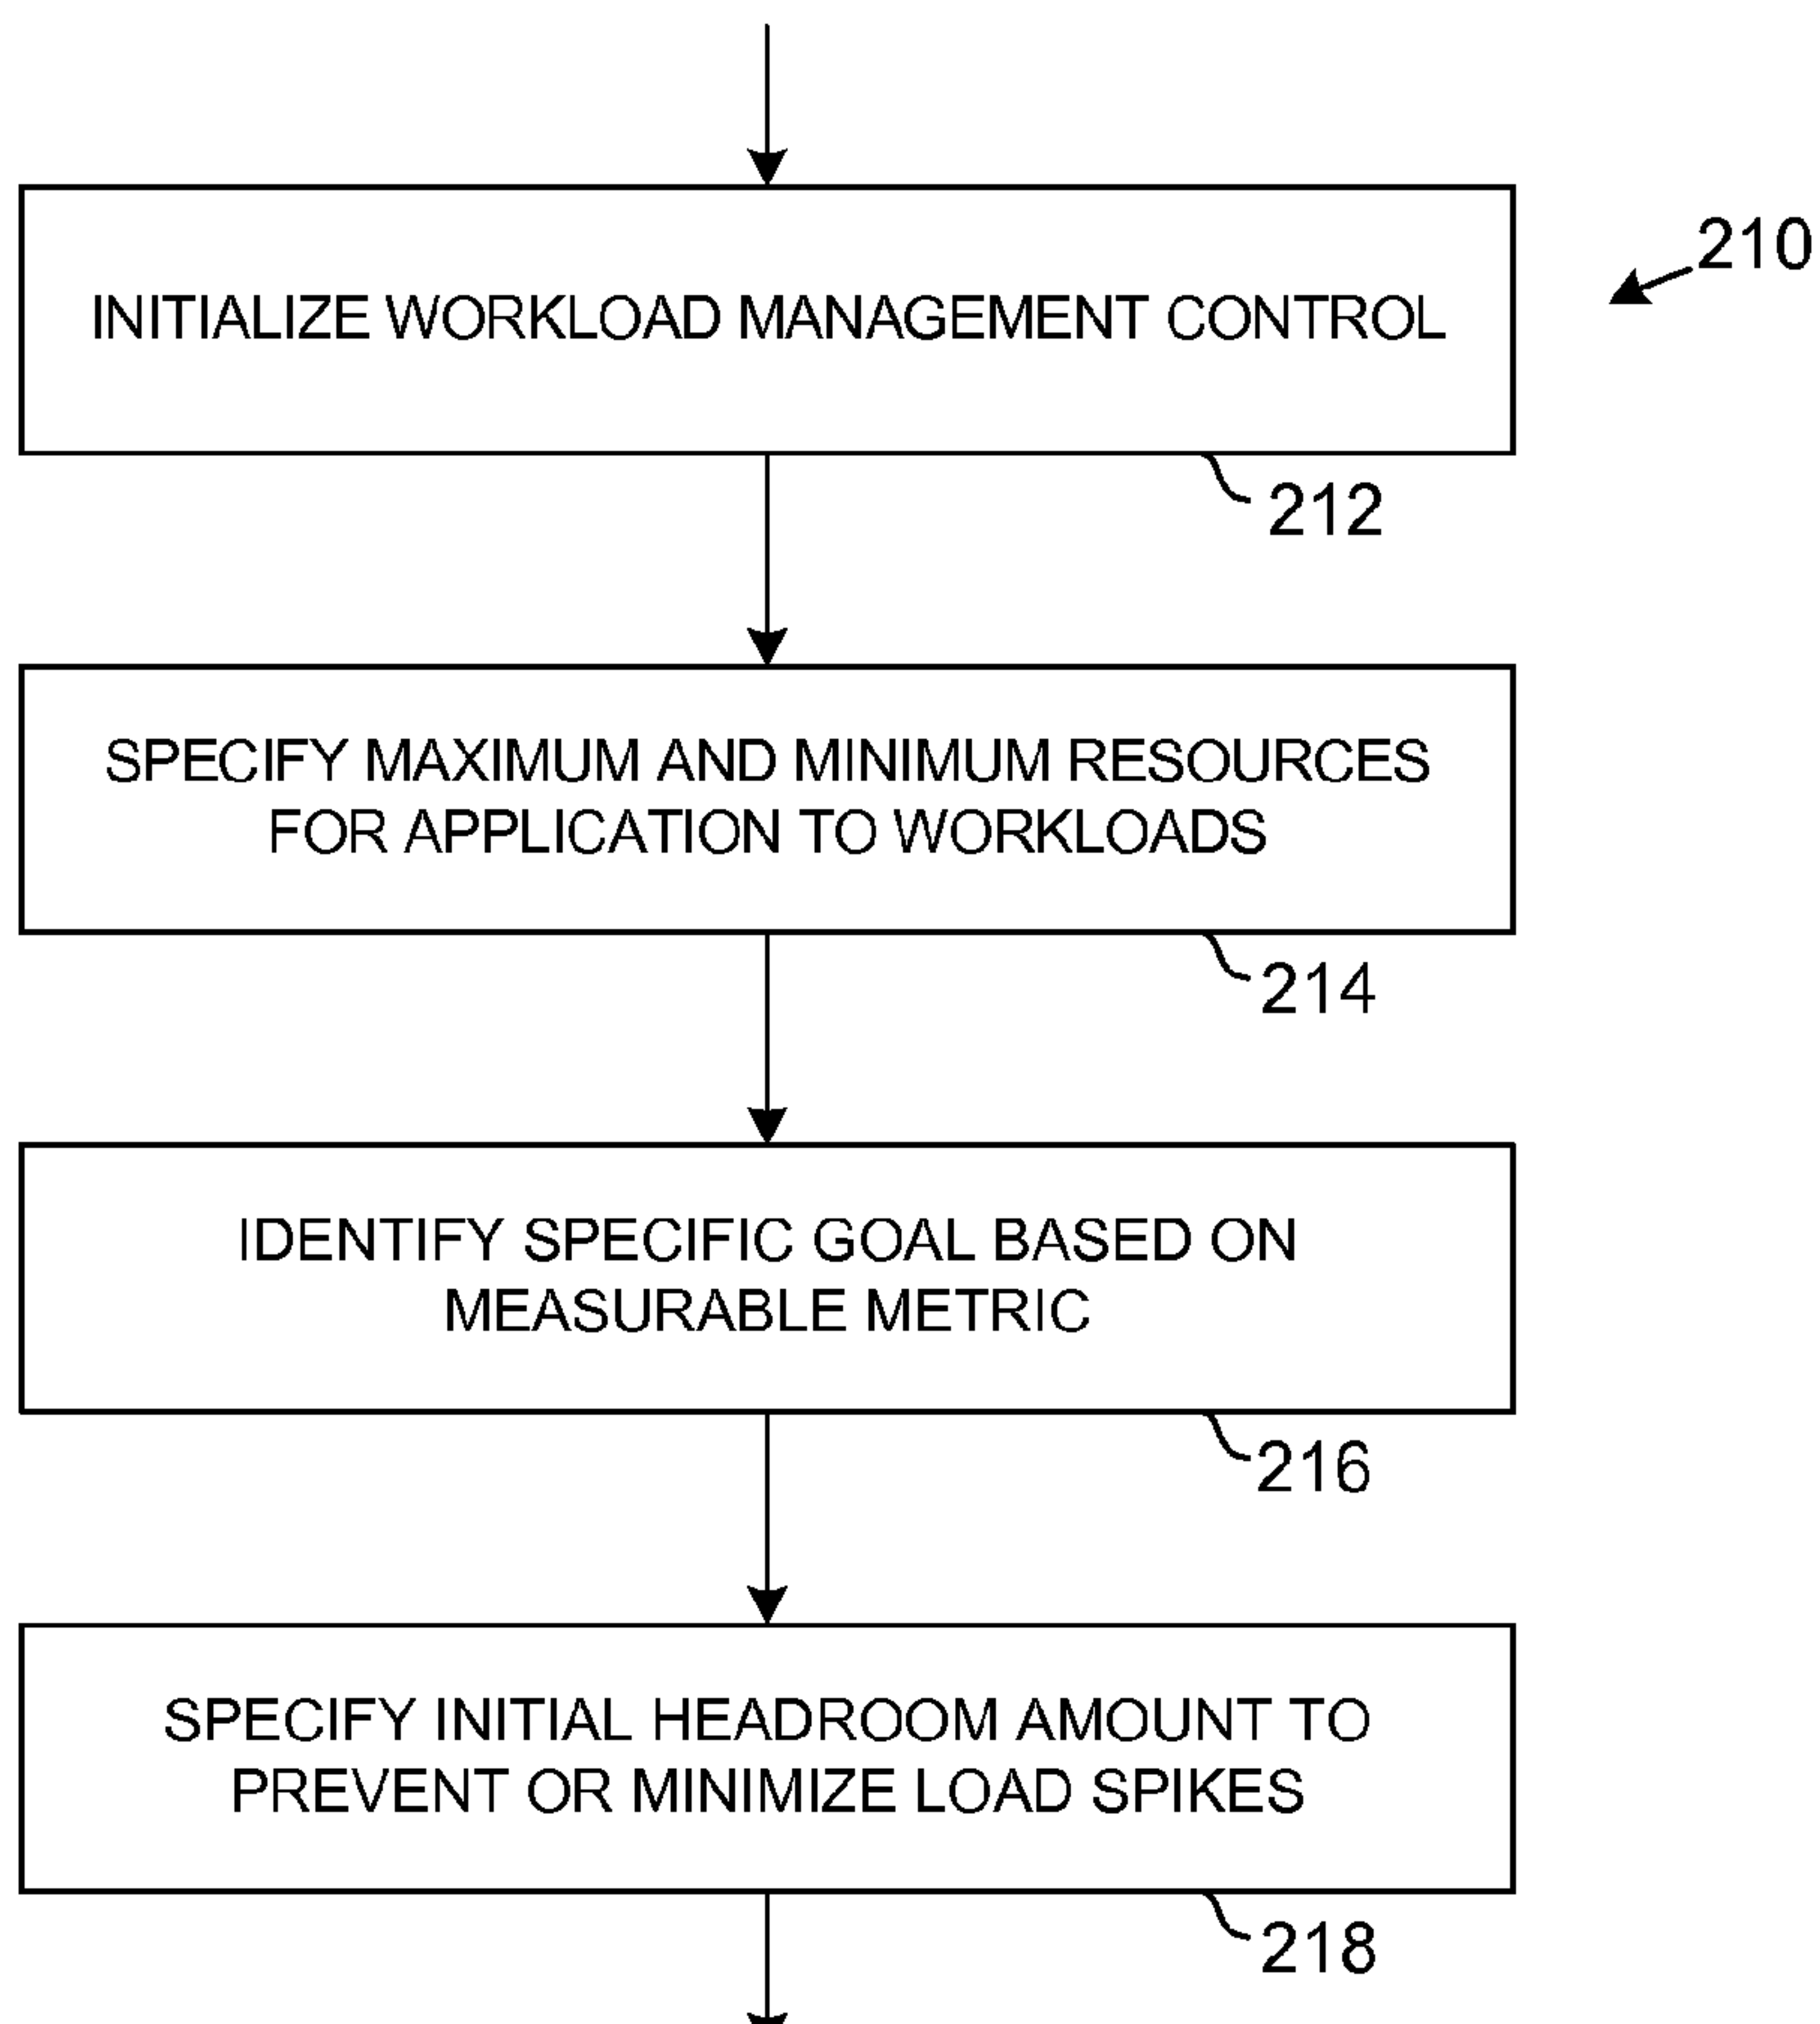 210
INITIALIZE WORKLOAD MANAGEMENT CONTROL
212
SPECIFY MAXIMUM AND MINIMUM RESOURCES
FOR APPLICATION TO WORKLOADS
214
IDENTIFY SPECIFIC GOAL BASED ON
MEASURABLE METRIC
216
SPECIFY INITIAL HEADROOM AMOUNT TO
PREVENT OR MINIMIZE LOAD SPIKES
218